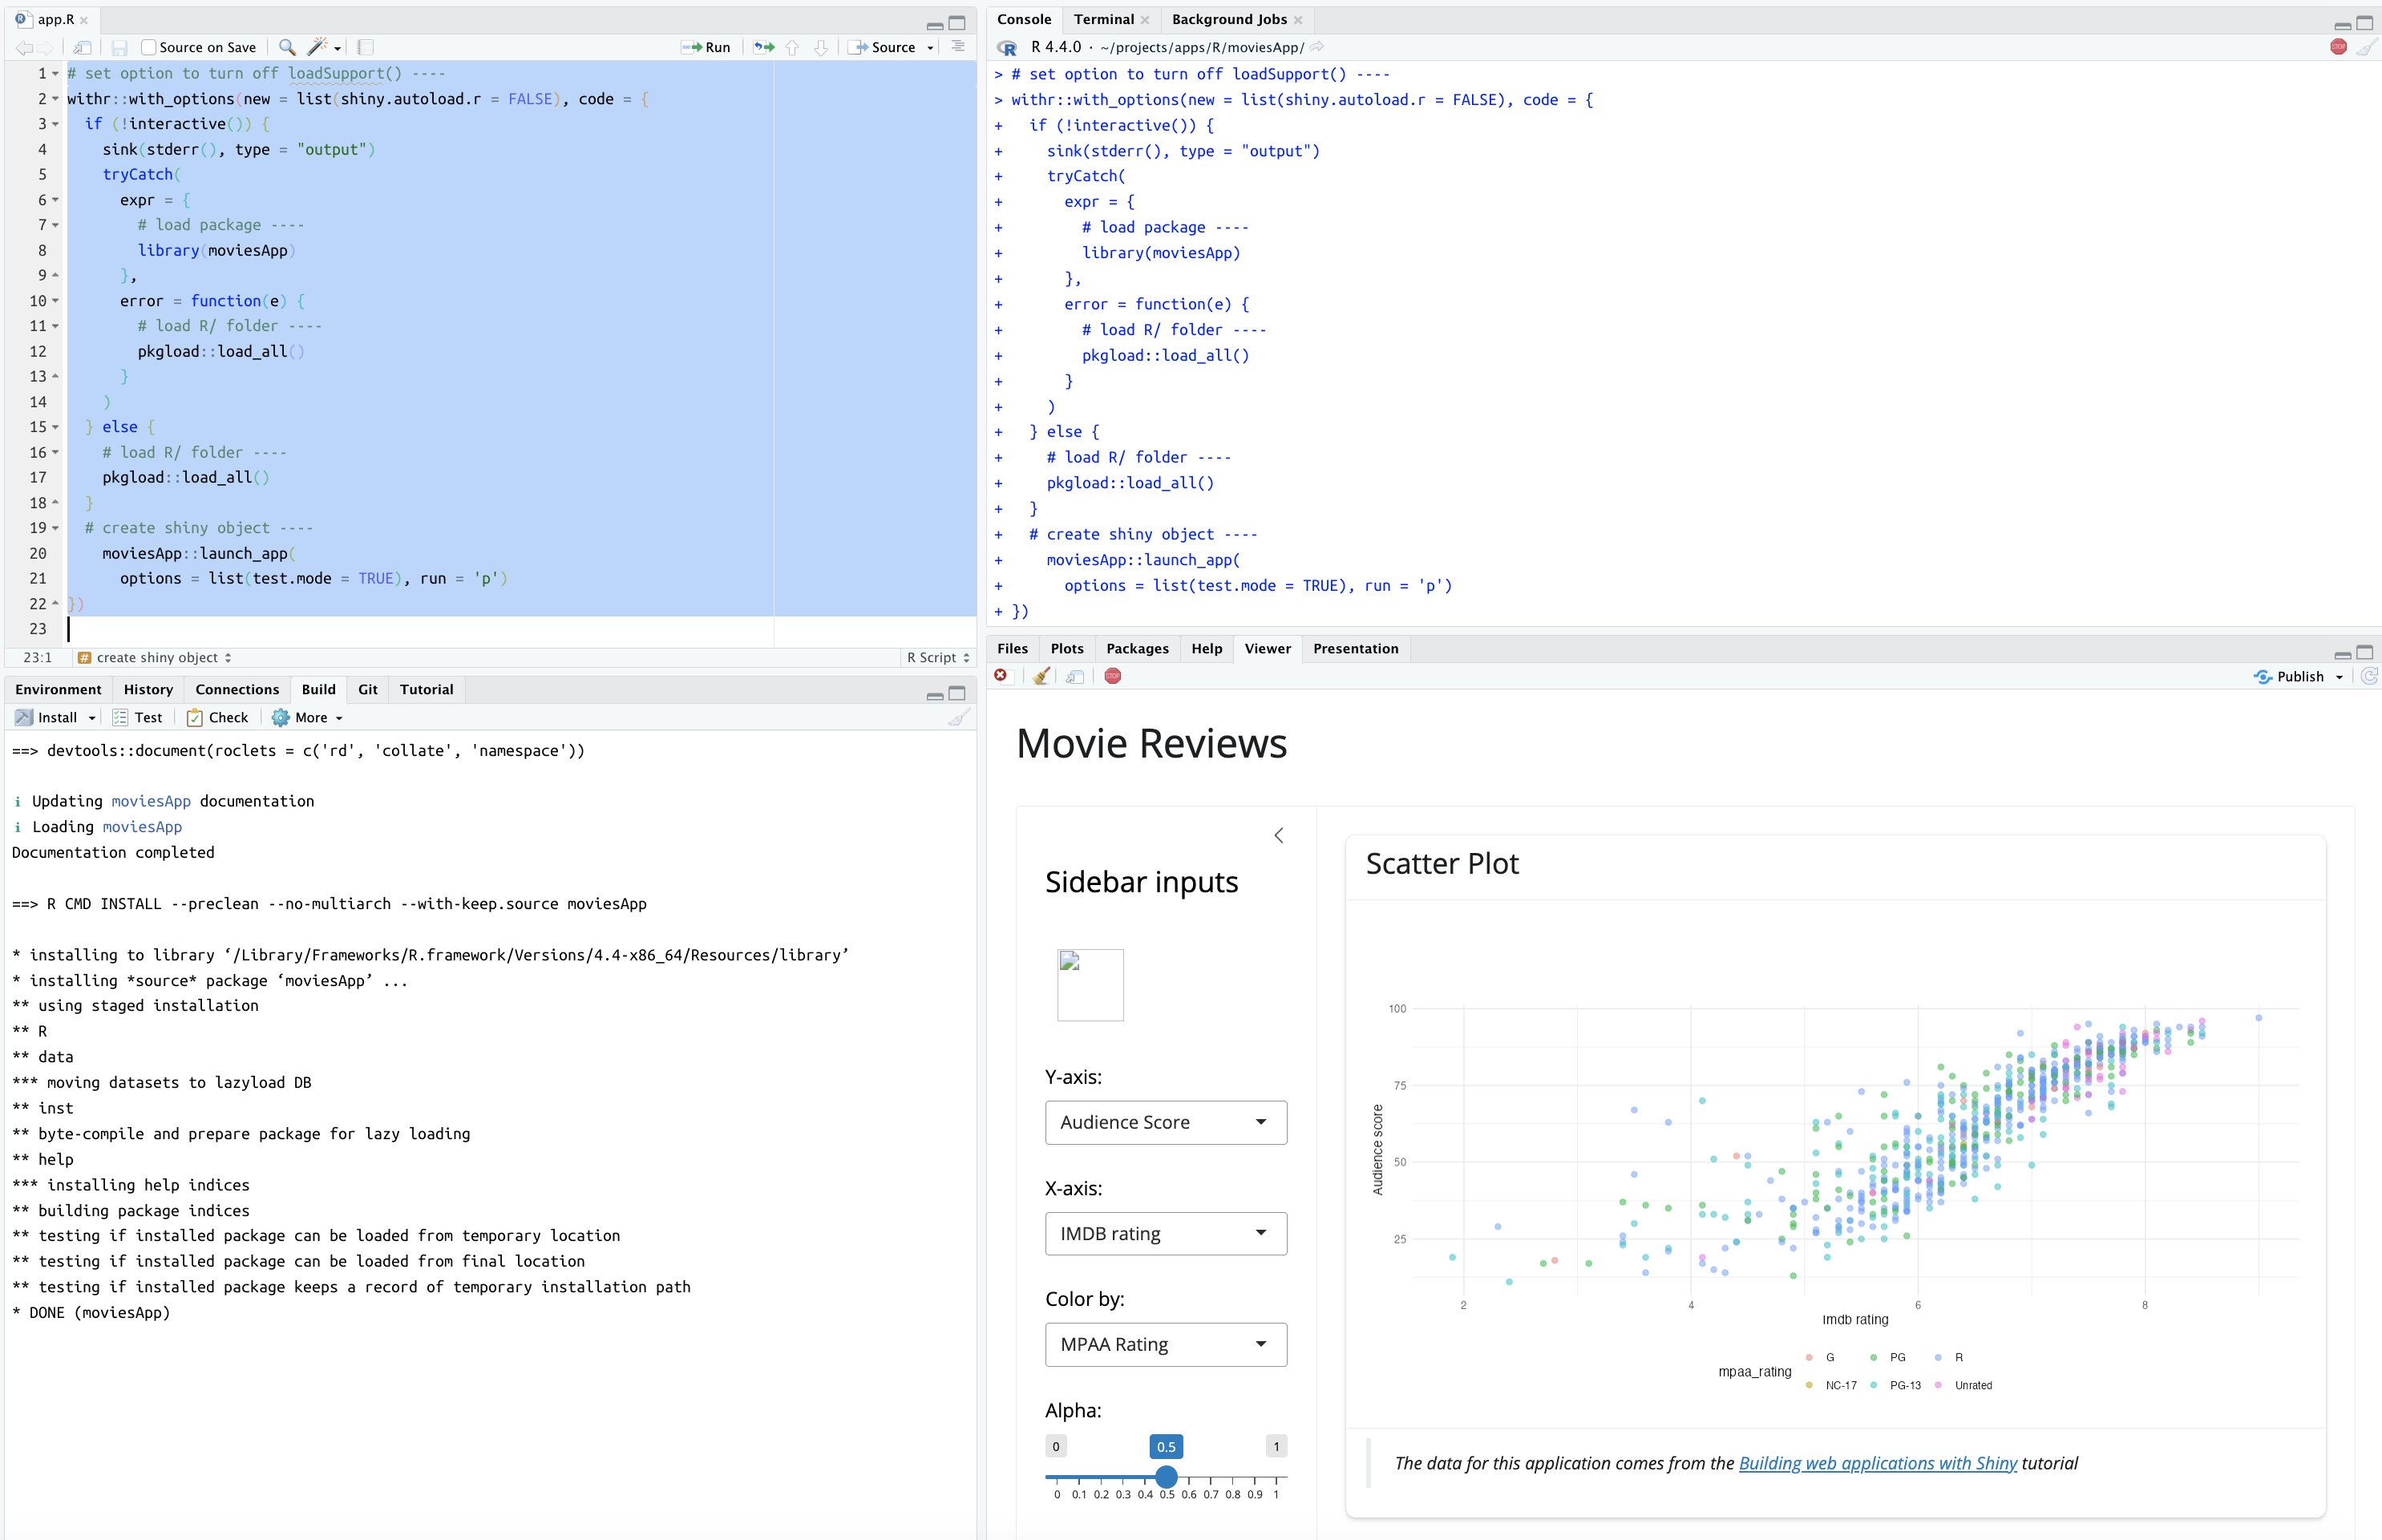 app.R
Source on Save
Run
Source
1 # set option to turn off loadSupport() ----
2 withr::with_options(new = list(shiny.autoload.r = FALSE), code = {
3 if (!interactive()) {
4 sink(stderr(), type = "output")
5 tryCatch(
6 expr = {
7 # load package ----
8 library(moviesApp)
9 },
10 error = function(e) {
11 # load R/ folder ----
12 pkgload::load_all()
13 }
14 )
15 } else {
16 # load R/ folder ----
17 pkgload::load_all()
18 }
19 # create shiny object ----
20 moviesApp::launch_app(
21 options = list(test.mode = TRUE), run = 'p')
22 })
23
23:1 # create shiny object R Script
Environment History Connections Build Git Tutorial
Install Test Check More
==> devtools::document(roclets = c('rd', 'collate', 'namespace'))
ℹ Updating moviesApp documentation
ℹ Loading moviesApp
Documentation completed
==> R CMD INSTALL --preclean --no-multiarch --with-keep.source moviesApp
* installing to library ‘/Library/Frameworks/R.framework/Versions/4.4-x86_64/Resources/library’
* installing *source* package ‘moviesApp’ ...
** using staged installation
** R
** data
*** moving datasets to lazyload DB
** inst
** byte-compile and prepare package for lazy loading
** help
*** installing help indices
** building package indices
** testing if installed package can be loaded from temporary location
** testing if installed package can be loaded from final location
** testing if installed package keeps a record of temporary installation path
* DONE (moviesApp)
Console Terminal Background Jobs
R R 4.4.0 · ~/projects/apps/R/moviesApp/
STOP
> # set option to turn off loadSupport() ----
> withr::with_options(new = list(shiny.autoload.r = FALSE), code = {
+ if (!interactive()) {
+ sink(stderr(), type = "output")
+ tryCatch(
+ expr = {
+ # load package ----
+ library(moviesApp)
+ },
+ error = function(e) {
+ # load R/ folder ----
+ pkgload::load_all()
+ }
+ )
+ } else {
+ # load R/ folder ----
+ pkgload::load_all()
+ }
+ # create shiny object ----
+ moviesApp::launch_app(
+ options = list(test.mode = TRUE), run = 'p')
+ })
Files Plots Packages Help Viewer Presentation
STOP
Publish
Movie Reviews
Sidebar inputs
Y-axis:
Audience Score
X-axis:
IMDB rating
Color by:
MPAA Rating
Alpha:
0 0.5 1
0 0.1 0.2 0.3 0.4 0.5 0.6 0.7 0.8 0.9 1
Scatter Plot
100
75
50
25
Audience score
2 4 6 8
Imdb rating
mpaa_rating
G PG R
NC-17 PG-13 Unrated
The data for this application comes from the Building web applications with Shiny tutorial